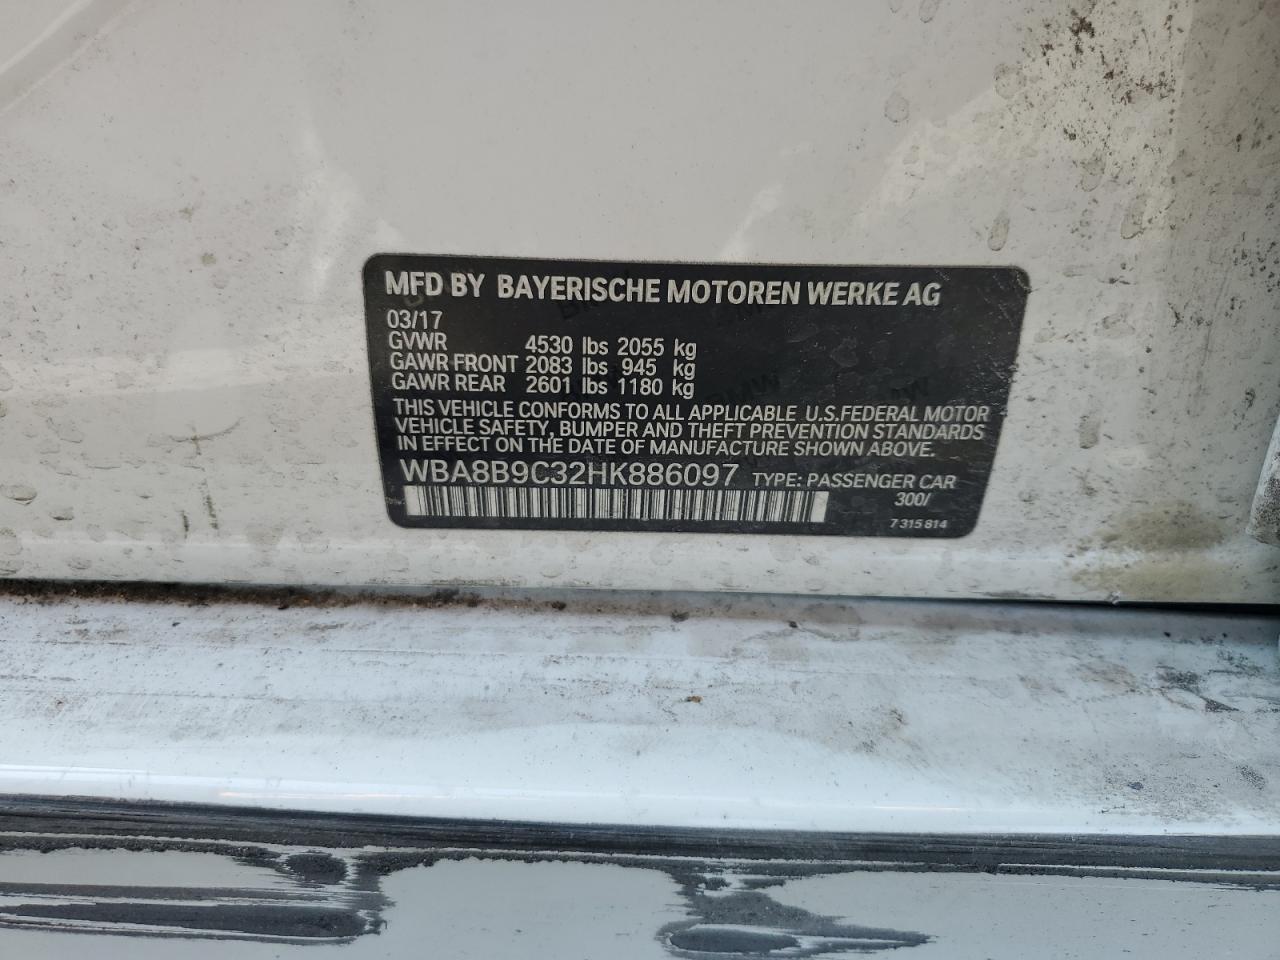 MFD BY BAYERISCHE MOTOREN WERKE AG
03/17
GVWR 4530 lbs 2055 kg
GAWR FRONT 2083 lbs 945 kg
GAWR REAR 2601 lbs 1180 kg
THIS VEHICLE CONFORMS TO ALL APPLICABLE U.S.FEDERAL MOTOR
VEHICLE SAFETY, BUMPER AND THEFT PREVENTION STANDARDS
IN EFFECT ON THE DATE OF MANUFACTURE SHOWN ABOVE.
WBA8B9C32HK886097 TYPE: PASSENGER CAR
300/
7 315 814